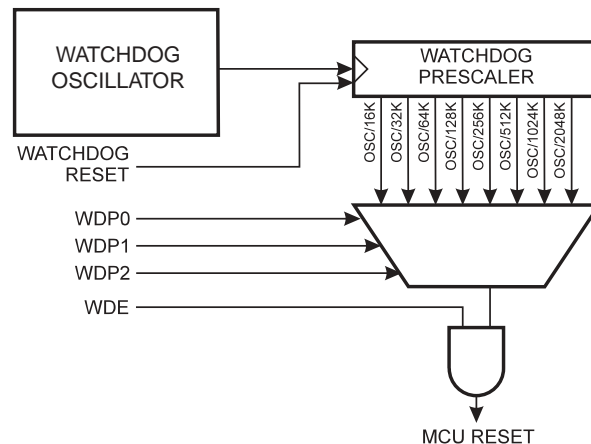 WATCHDOG
OSCILLATOR
WATCHDOG
PRESCALER
WATCHDOG
RESET
OSC/16K
OSC/32K
OSC/64K
OSC/128K
OSC/256K
OSC/512K
OSC/1024K
OSC/2048K
WDP0
WDP1
WDP2
WDE
MCU RESET